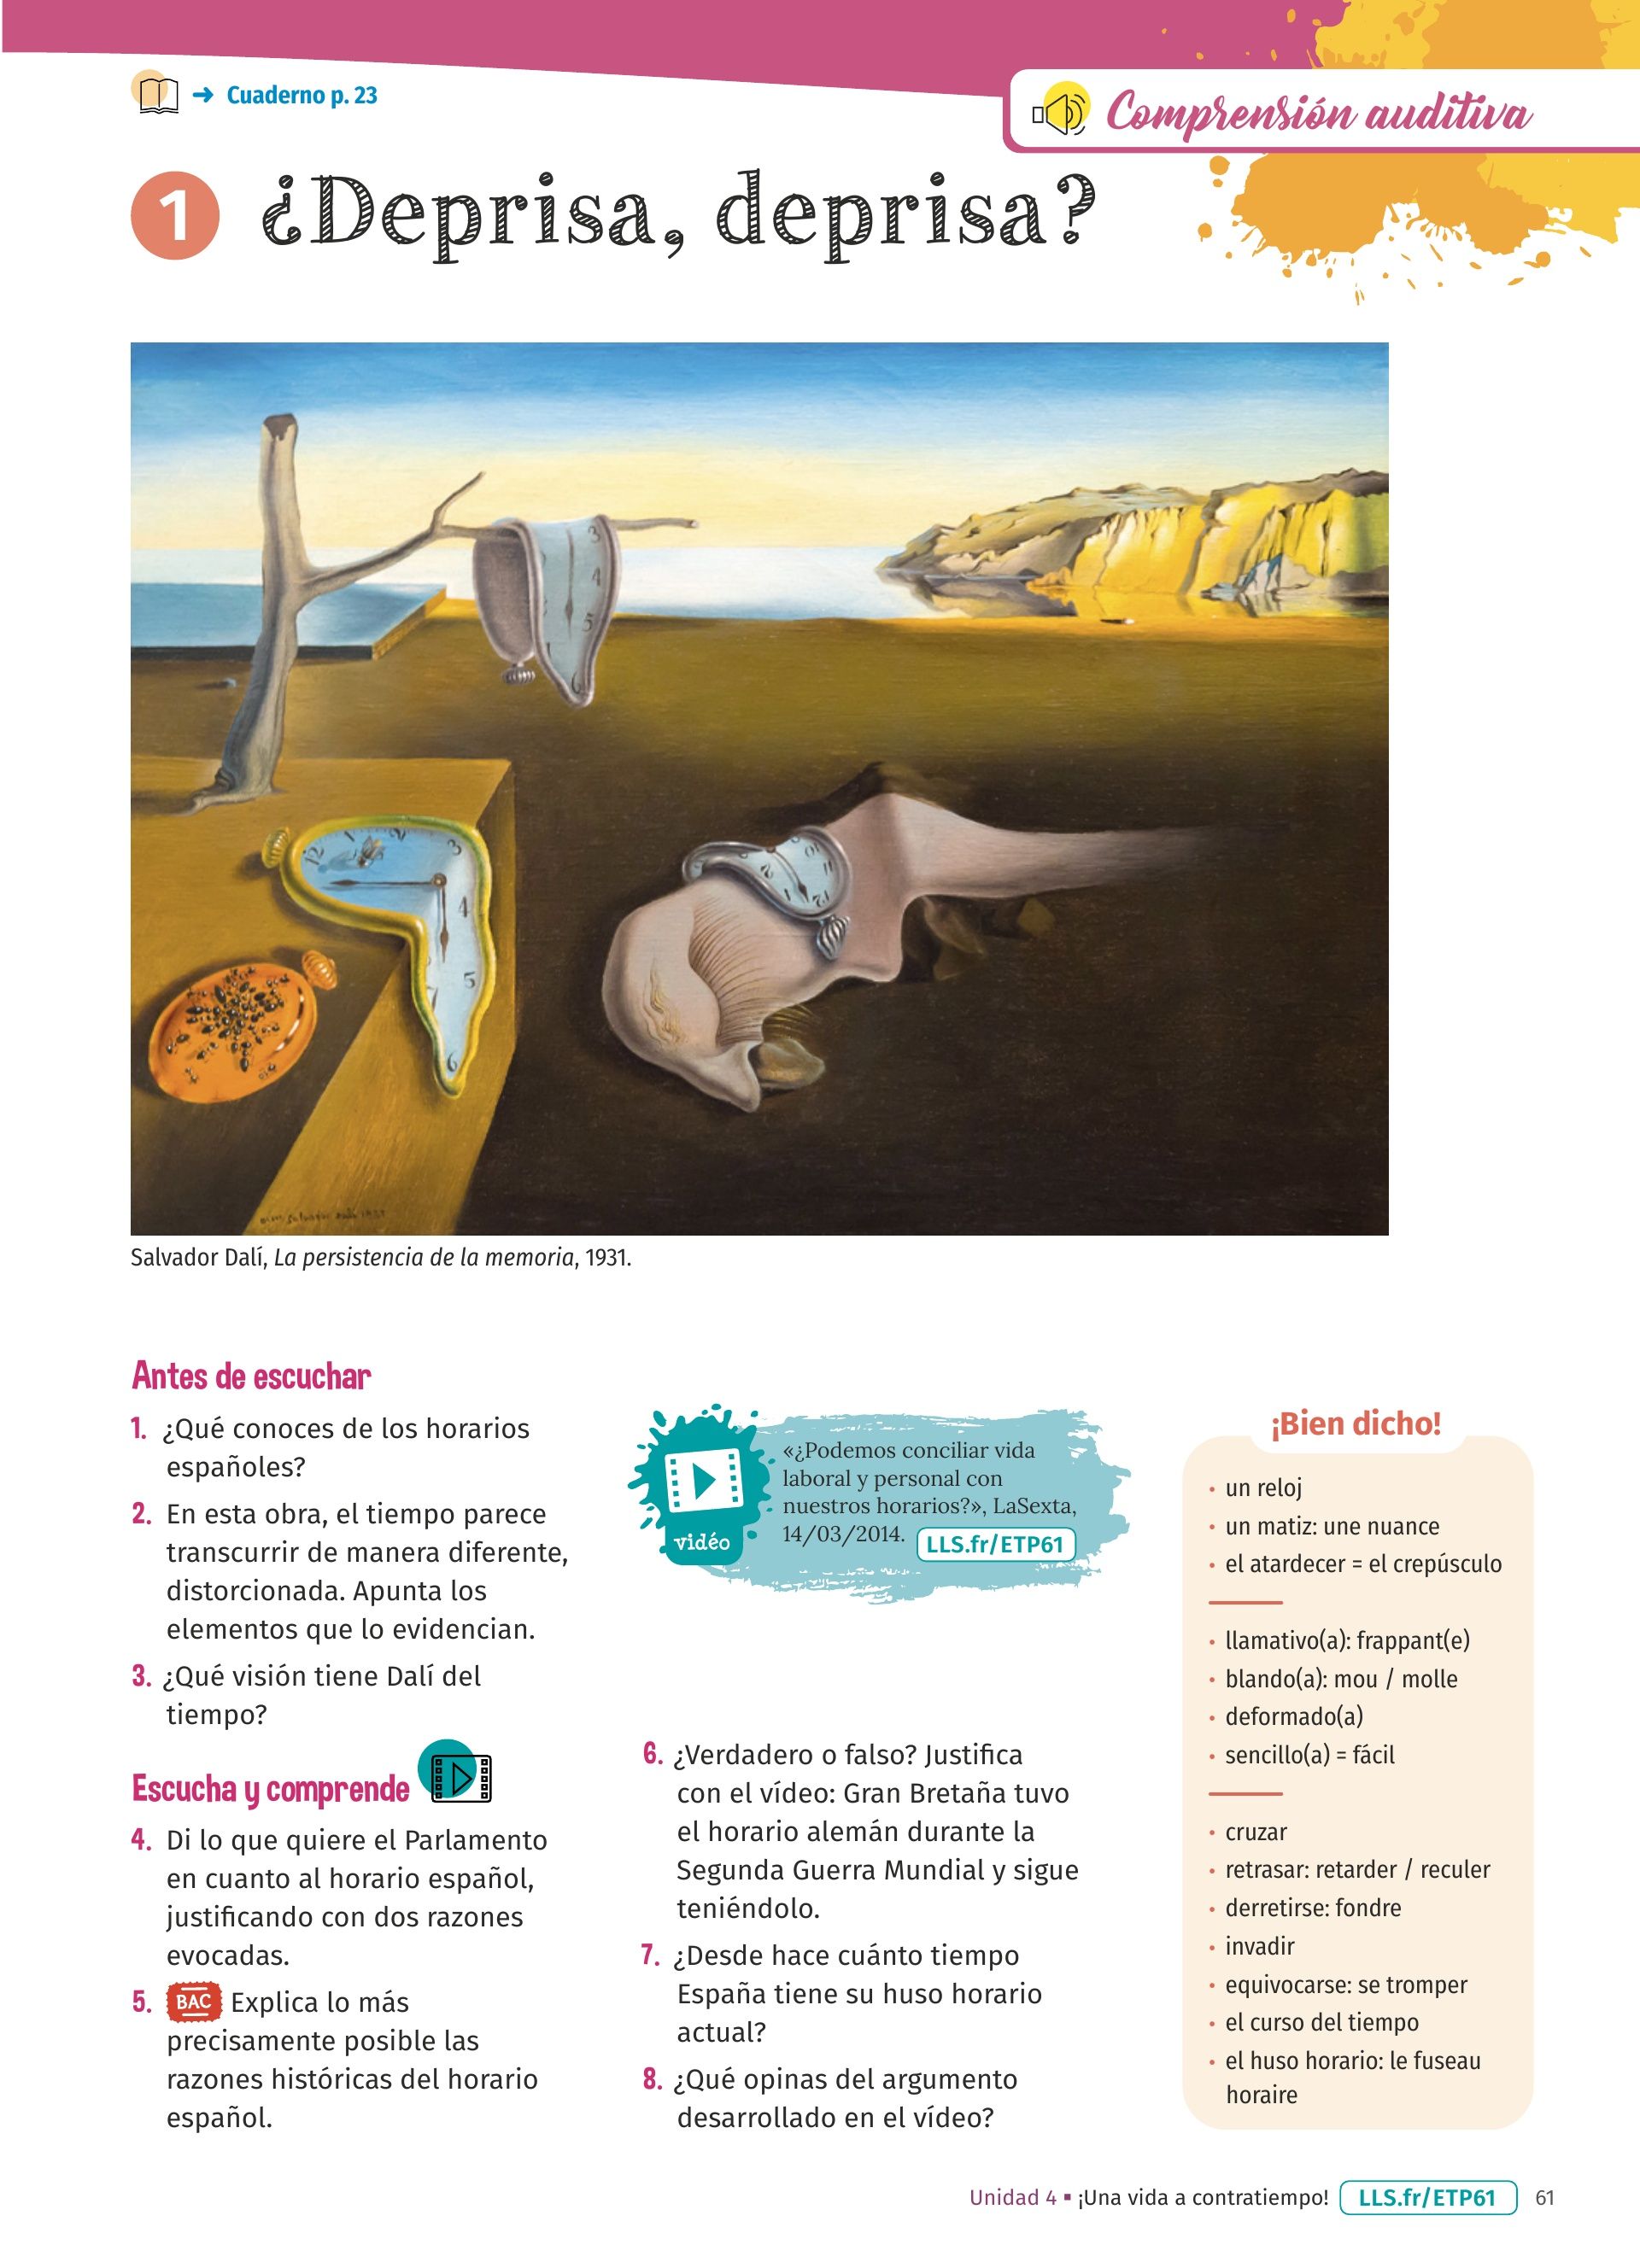 Cuaderno p. 23
Comprensión auditiva
1 ¿Deprisa, deprisa?
Salvador Dalí, La persistencia de la memoria, 1931.
Antes de escuchar
1. ¿Qué conoces de los horarios
españoles?
2. En esta obra, el tiempo parece
transcurrir de manera diferente,
distorcionada. Apunta los
elementos que lo evidencian.
3. ¿Qué visión tiene Dalí del
tiempo?
Escucha y comprende
4. Di lo que quiere el Parlamento
en cuanto al horario español,
justificando con dos razones
evocadas.
5. BAC Explica lo más
precisamente posible las
razones históricas del horario
español.
vidéo
«¿Podemos conciliar vida
laboral y personal con
nuestros horarios?», LaSexta,
14/03/2014. LLS.fr/ETP61
6. ¿Verdadero o falso? Justifica
con el vídeo: Gran Bretaña tuvo
el horario alemán durante la
Segunda Guerra Mundial y sigue
teniéndolo.
7. ¿Desde hace cuánto tiempo
España tiene su huso horario
actual?
8. ¿Qué opinas del argumento
desarrollado en el vídeo?
¡Bien dicho!
• un reloj
• un matiz: une nuance
• el atardecer = el crepúsculo
• llamativo(a): frappant(e)
• blando(a): mou / molle
• deformado(a)
• sencillo(a) = fácil
• cruzar
• retrasar: retarder / reculer
• derretirse: fondre
• invadir
• equivocarse: se tromper
• el curso del tiempo
• el huso horario: le fuseau
horaire
Unidad 4 ▪ ¡Una vida a contratiempo! LLS.fr/ETP61 61